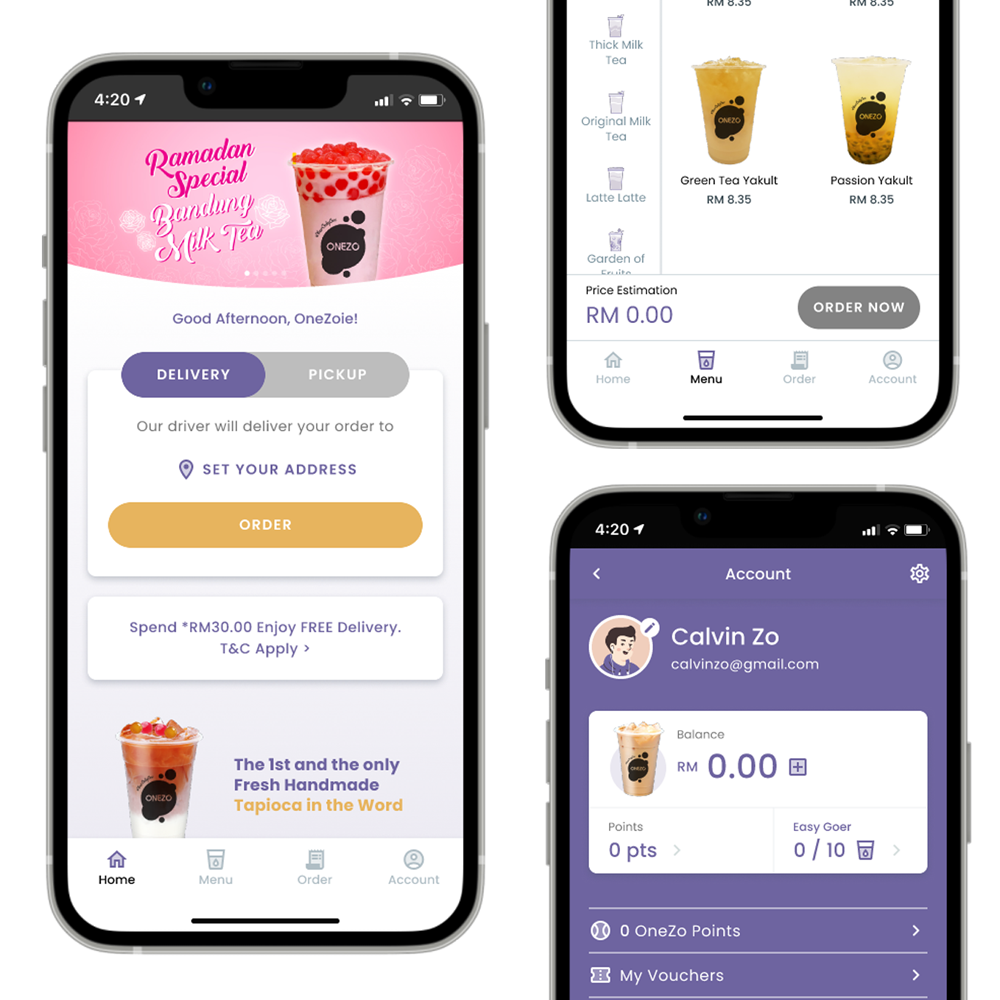 4:20
Ramadan
Special
Bandung
Milk Tea
ONEZO
Good Afternoon, OneZoie!
DELIVERY
PICKUP
Our driver will deliver your order to
SET YOUR ADDRESS
ORDER
Spend *RM30.00 Enjoy FREE Delivery.
T&C Apply >
ONEZO
The 1st and the only
Fresh Handmade
Tapioca in the Word
Home
Menu
Order
Account
RM 8.35
RM 8.35
Thick Milk
Tea
Original Milk
Tea
Latte Latte
Garden of
Fruits
ONEZO
ONEZO
Green Tea Yakult
Passion Yakult
RM 8.35
RM 8.35
Price Estimation
RM 0.00
ORDER NOW
Home
Menu
Order
Account
4:20
Account
Calvin Zo
calvinzo@gmail.com
ONEZO
Balance
RM 0.00
Points
0 pts
Easy Goer
0 / 10
0 OneZo Points
My Vouchers